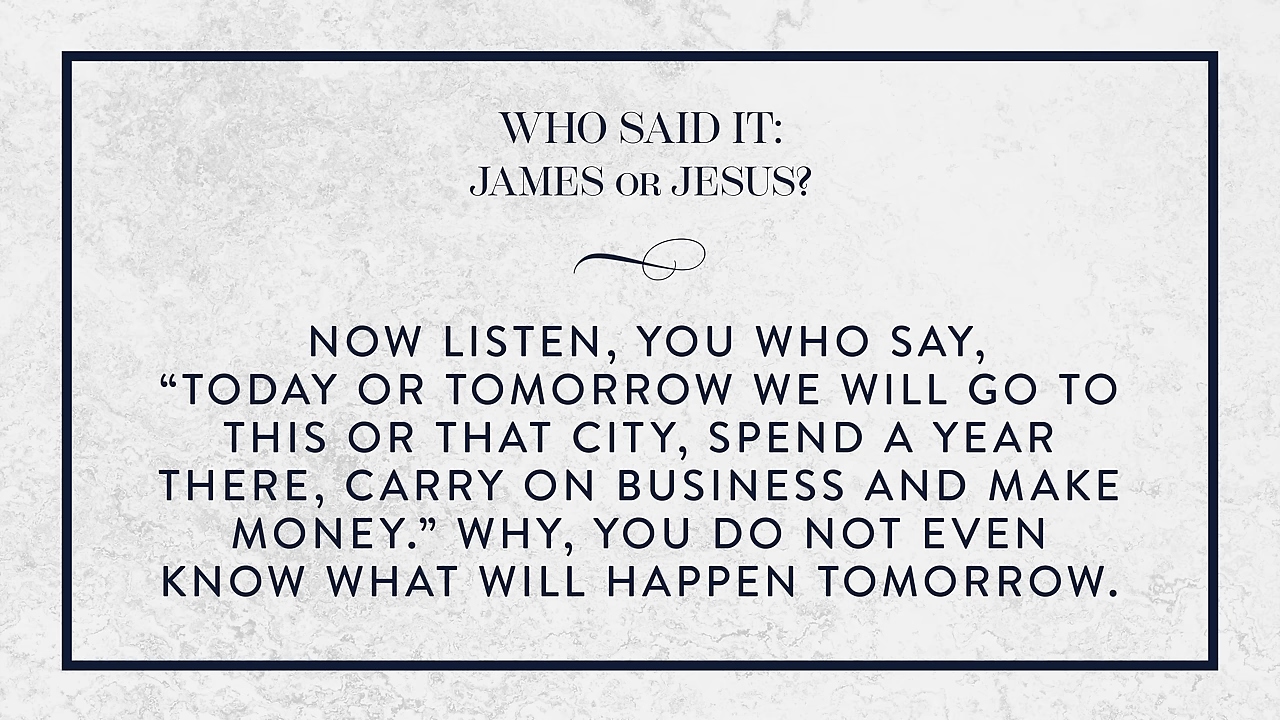 WHO SAID IT:
JAMES OR JESUS?
NOW LISTEN, YOU WHO SAY,
“TODAY OR TOMORROW WE WILL GO TO
THIS OR THAT CITY, SPEND A YEAR
THERE, CARRY ON BUSINESS AND MAKE
MONEY.” WHY, YOU DO NOT EVEN
KNOW WHAT WILL HAPPEN TOMORROW.